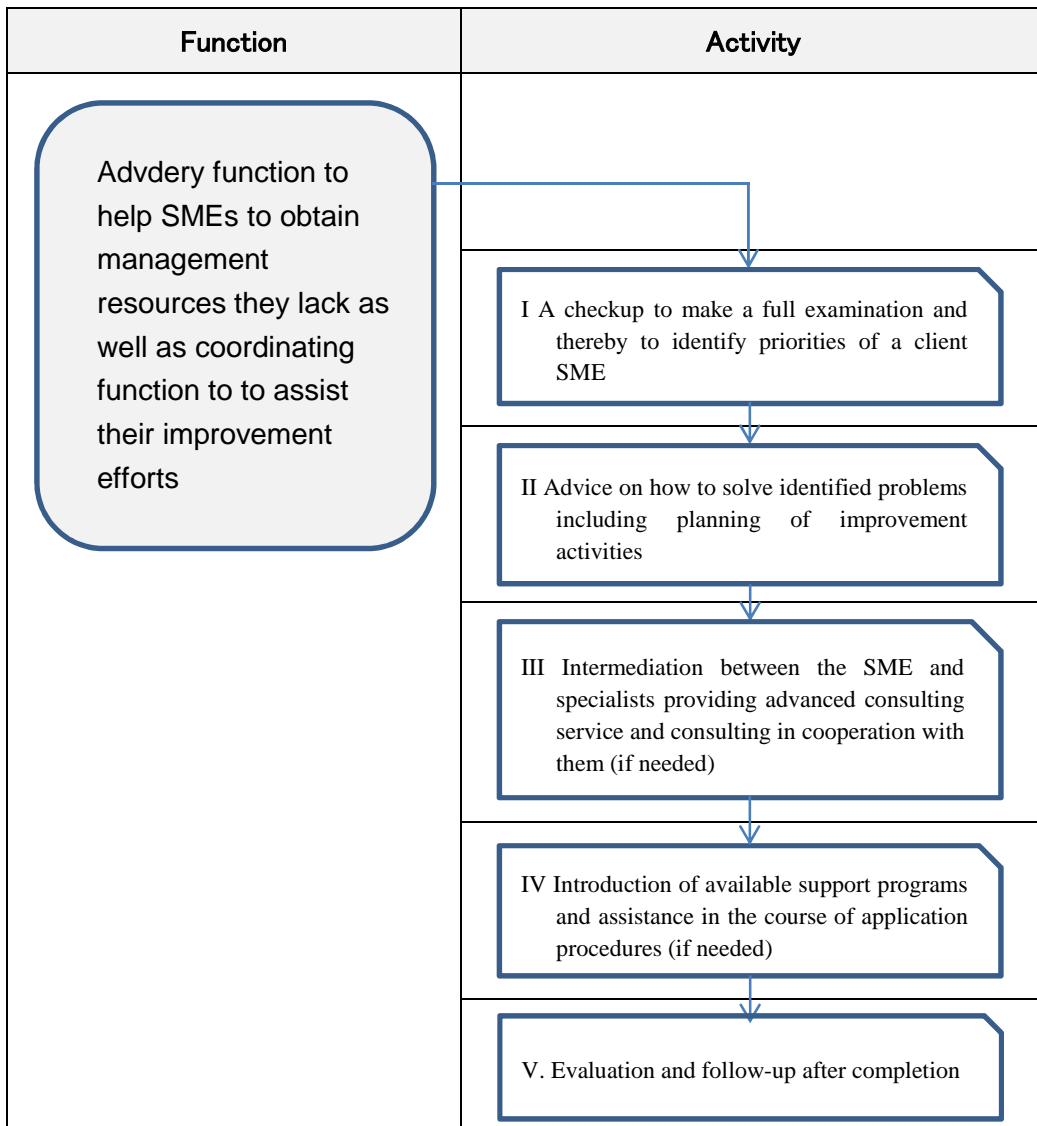 Function
Activity
Advdery function to
help SMEs to obtain
management
resources they lack as
well as coordinating
function to to assist
their improvement
efforts
I A checkup to make a full examination and
thereby to identify priorities of a client
SME
II Advice on how to solve identified problems
including planning of improvement
activities
III Intermediation between the SME and
specialists providing advanced consulting
service and consulting in cooperation with
them (if needed)
IV Introduction of available support programs
and assistance in the course of application
procedures (if needed)
V. Evaluation and follow-up after completion